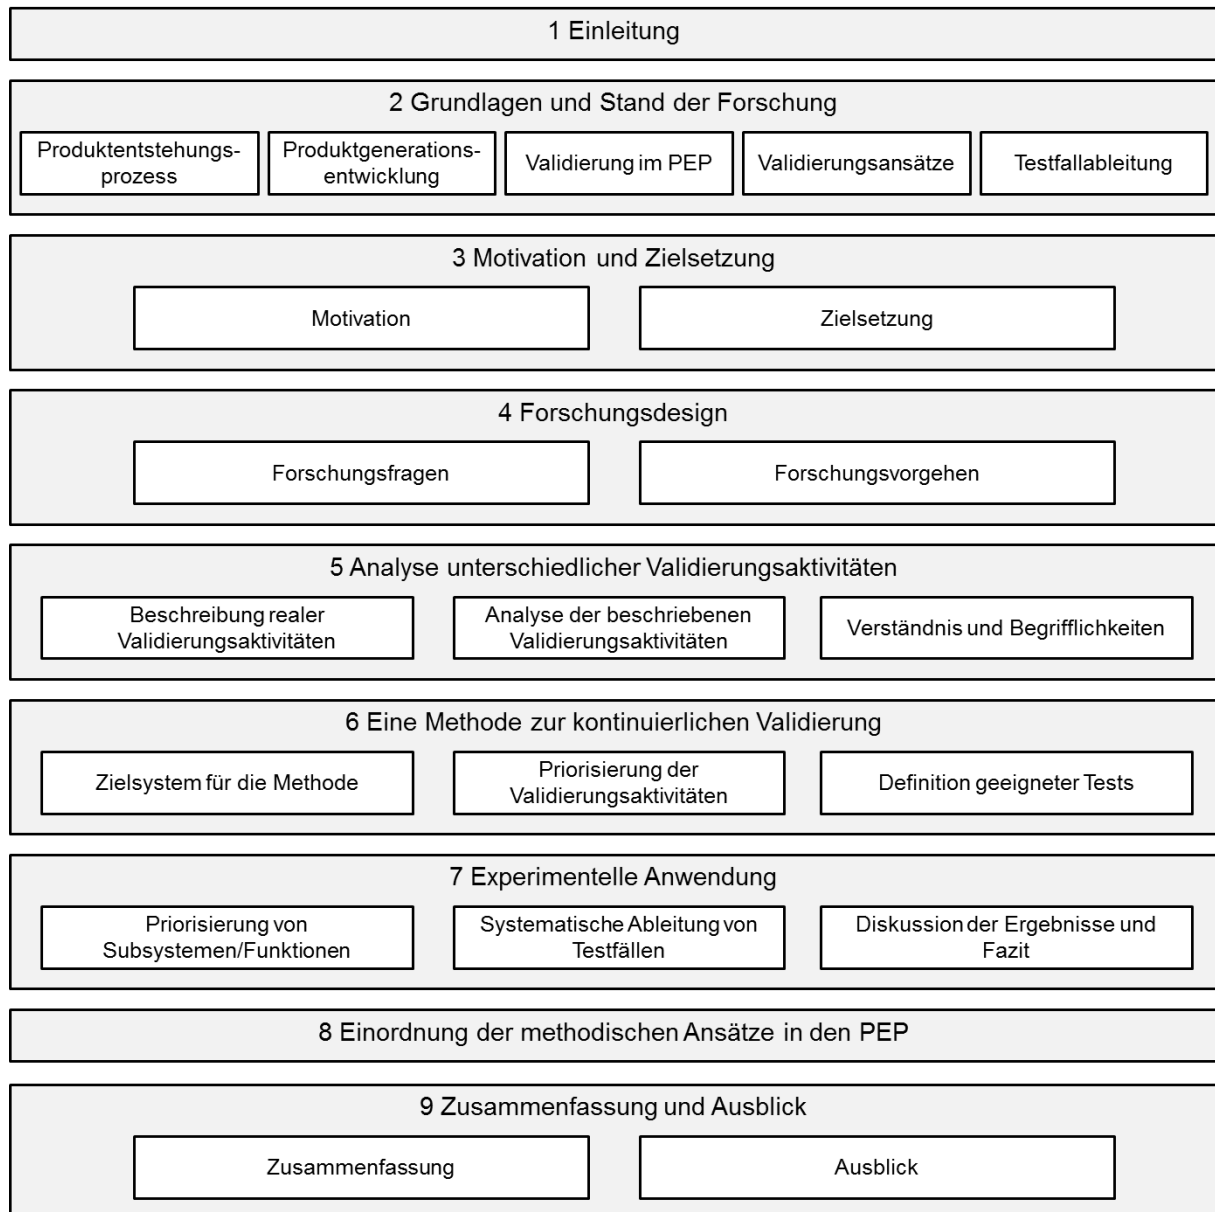 1 Einleitung
2 Grundlagen und Stand der Forschung
Produktentstehungs-
prozess
Produktgenerations-
entwicklung
Validierung im PEP
Validierungsansätze
Testfallableitung
3 Motivation und Zielsetzung
Motivation
Zielsetzung
4 Forschungsdesign
Forschungsfragen
Forschungsvorgehen
5 Analyse unterschiedlicher Validierungsaktivitäten
Beschreibung realer
Validierungsaktivitäten
Analyse der beschriebenen
Validierungsaktivitäten
Verständnis und Begrifflichkeiten
6 Eine Methode zur kontinuierlichen Validierung
Zielsystem für die Methode
Priorisierung der
Validierungsaktivitäten
Definition geeigneter Tests
7 Experimentelle Anwendung
Priorisierung von
Subsystemen/Funktionen
Systematische Ableitung von
Testfällen
Diskussion der Ergebnisse und
Fazit
8 Einordnung der methodischen Ansätze in den PEP
9 Zusammenfassung und Ausblick
Zusammenfassung
Ausblick